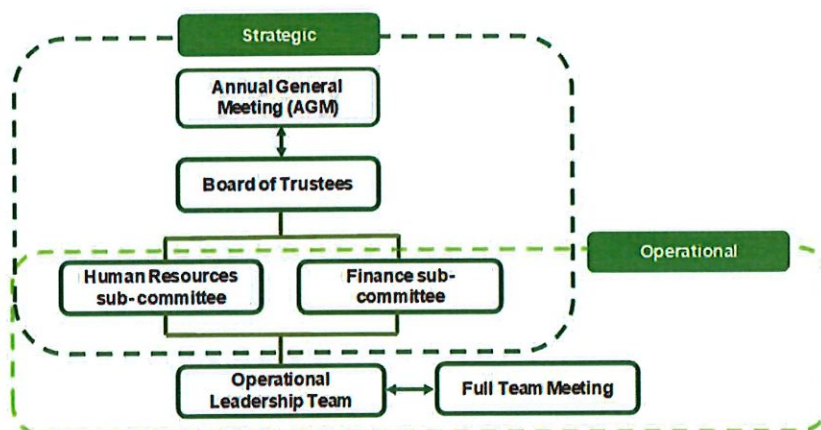 Strategic
Annual General
Meeting (AGM)
Board of Trustees
Operational
Human Resources
sub-committee
Finance sub-
committee
Operational
Leadership Team
Full Team Meeting